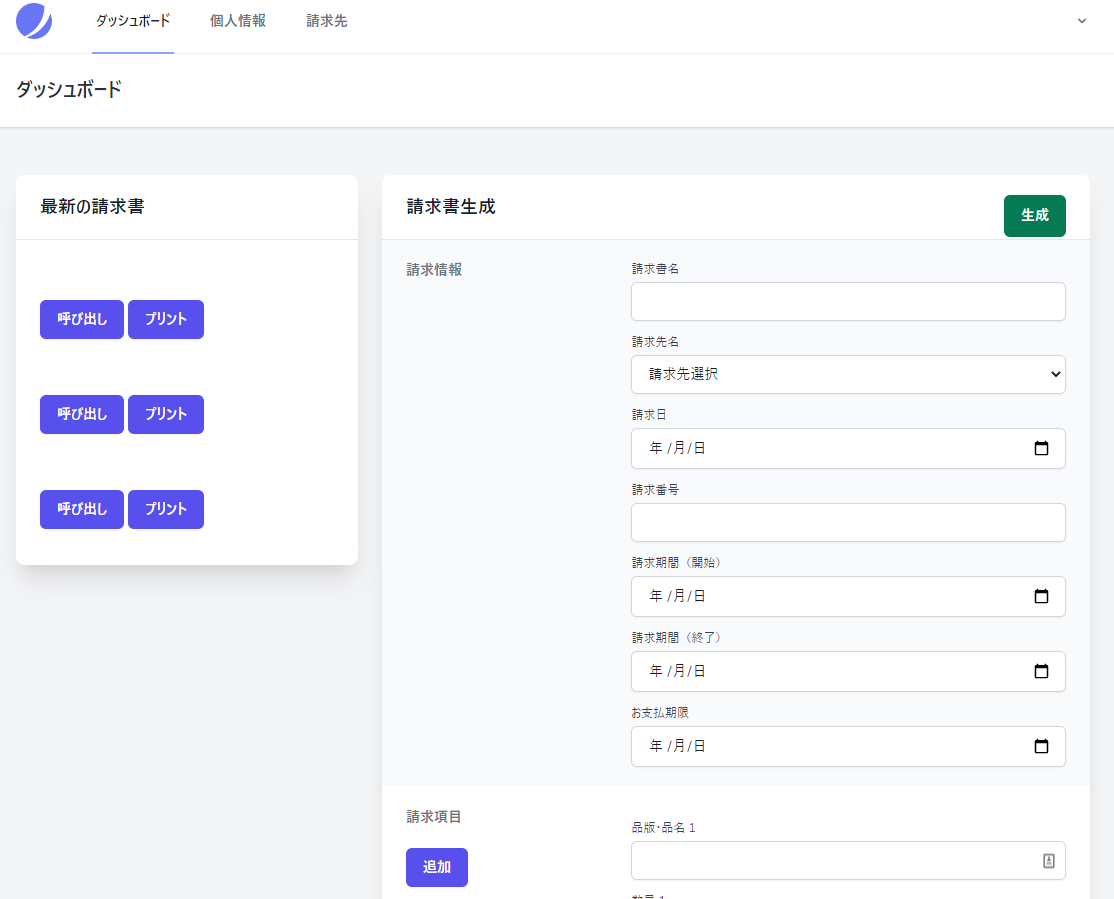 ダッシュボード 個人情報 請求先
ダッシュボード
最新の請求書
呼び出し プリント
呼び出し プリント
呼び出し プリント
請求書生成
生成
請求情報
請求書名
請求先名
請求先選択
請求日
年 /月/日
請求番号
請求期間（開始）
年 /月/日
請求期間（終了）
年 /月/日
お支払期限
年 /月/日
請求項目
追加
品版･品名 1
数量 1